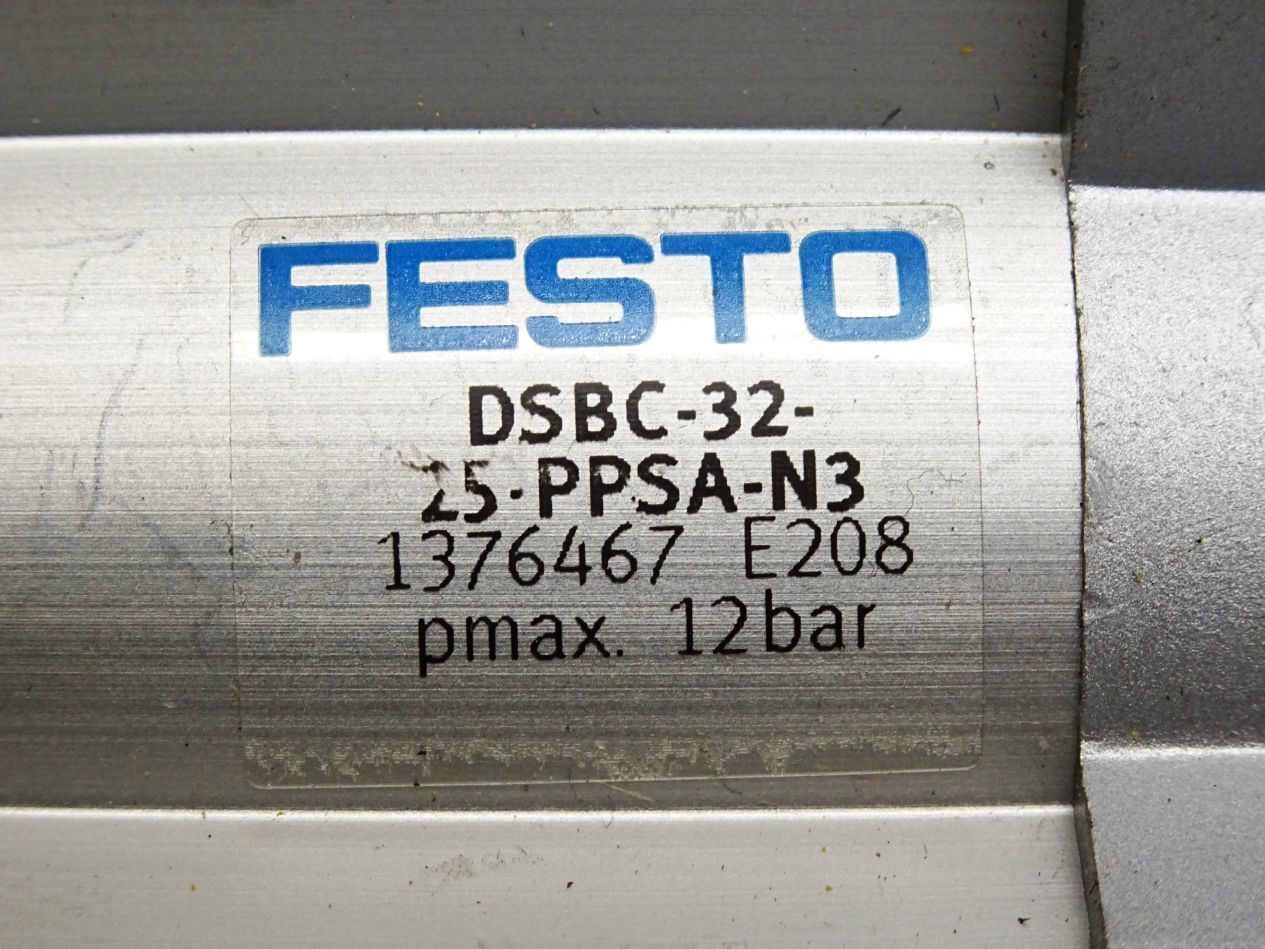 FESTO
DSBC-32-
25-PPSA-N3
1376467 E208
pmax. 12bar